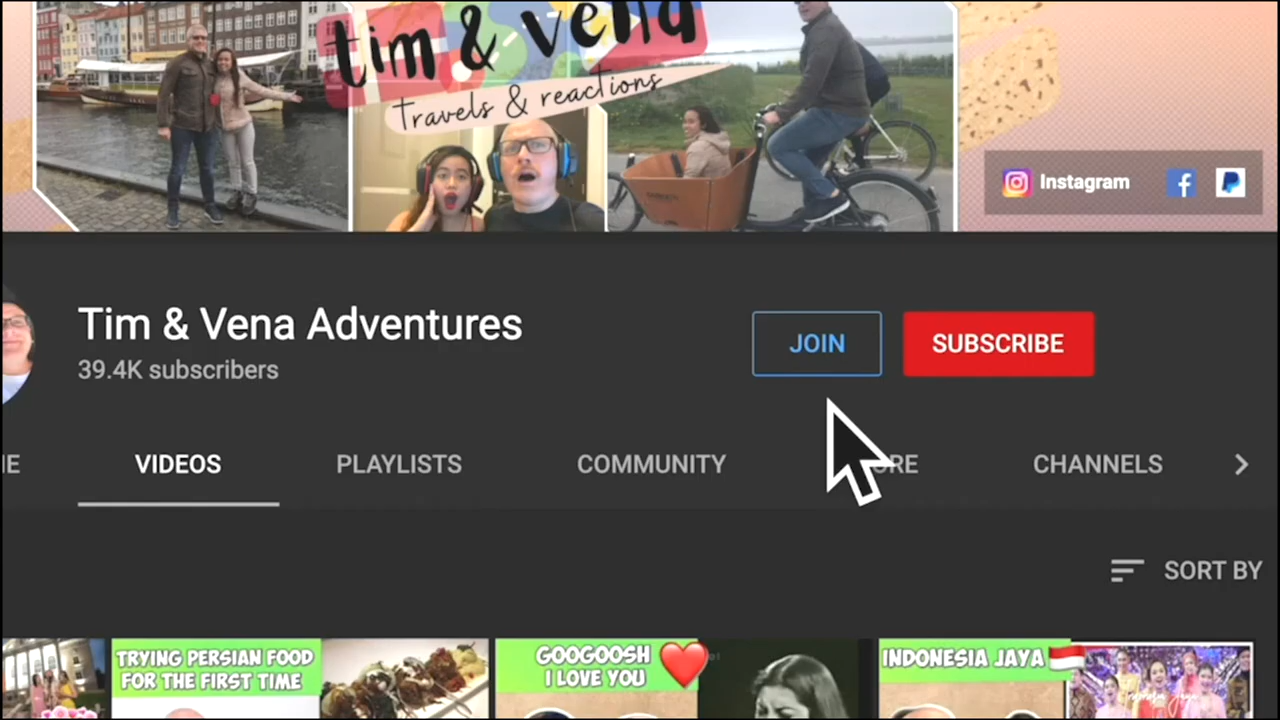 tim & vena
Travels & reactions
Instagram
Tim & Vena Adventures
39.4K subscribers
JOIN
SUBSCRIBE
VIDEOS
PLAYLISTS
COMMUNITY
CHANNELS
SORT BY
TRYING PERSIAN FOOD
FOR THE FIRST TIME
GOOGOOSH
I LOVE YOU
INDONESIA JAYA